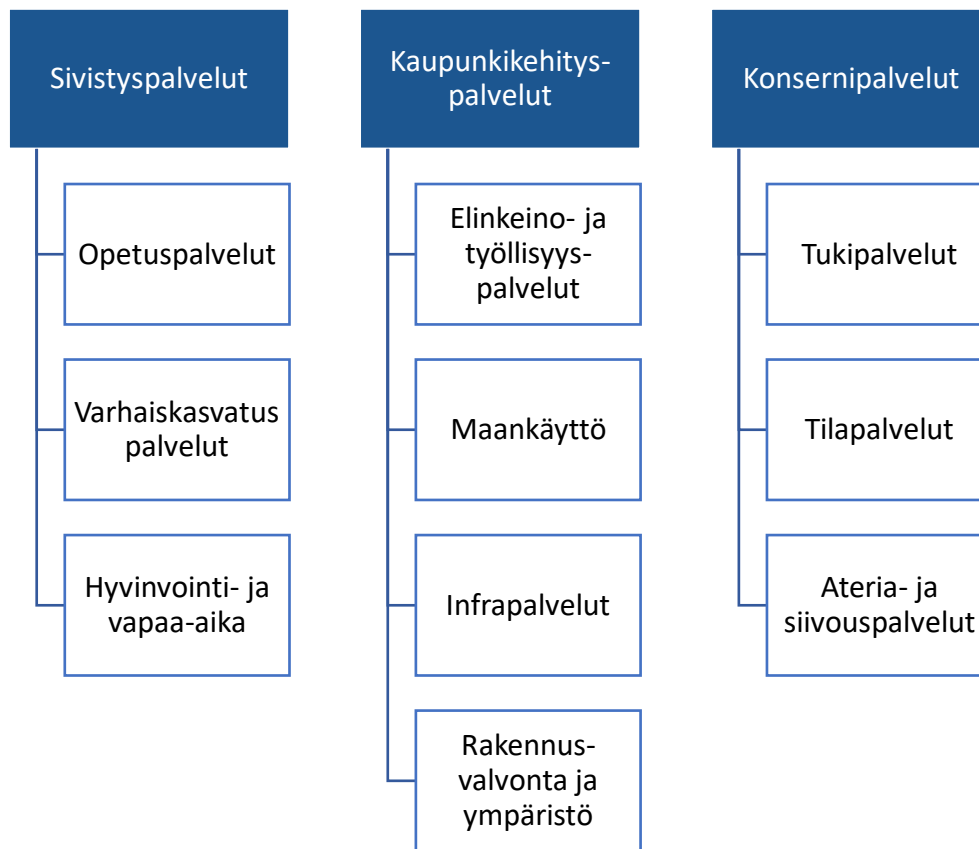 Sivistyspalvelut
Opetuspalvelut
Varhaiskasvatus
palvelut
Hyvinvointi- ja
vapaa-aika
Kaupunkikehitys-
palvelut
Elinkeino- ja
työllisyys-
palvelut
Maankäyttö
Infrapalvelut
Rakennus-
valvonta ja
ympäristö
Konsernipalvelut
Tukipalvelut
Tilapalvelut
Ateria- ja
siivouspalvelut